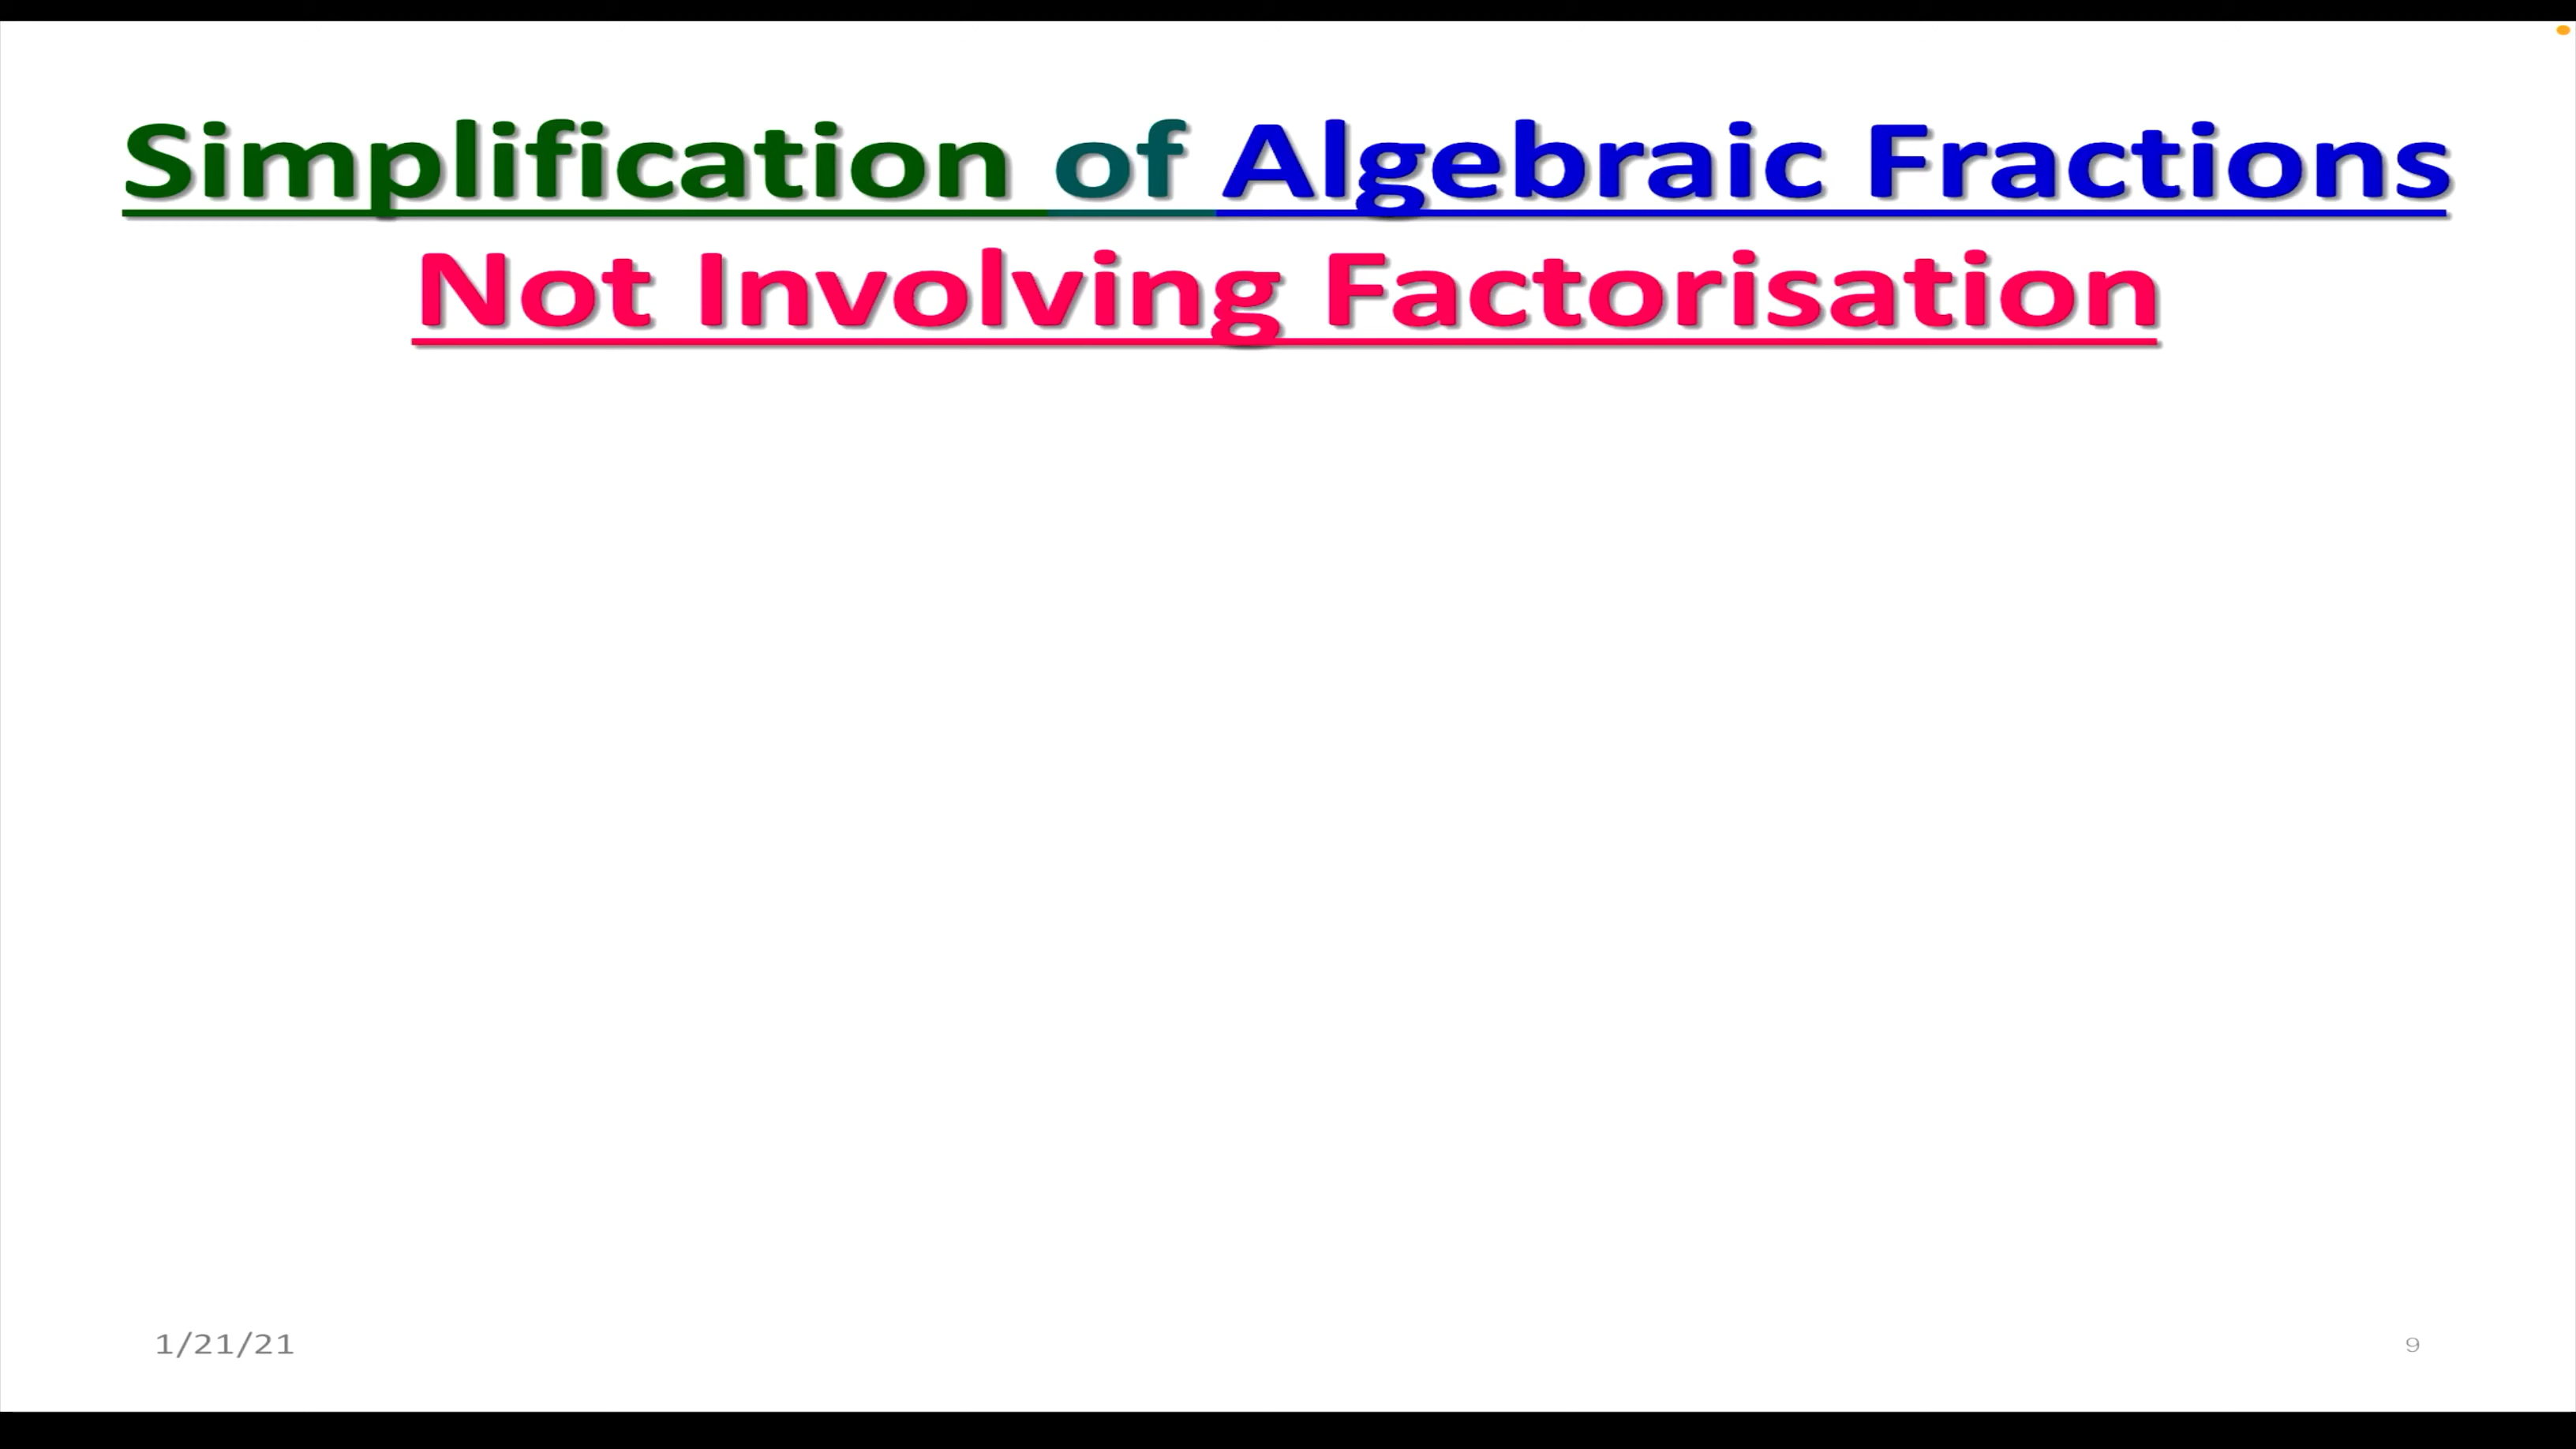 Simplification of Algebraic Fractions
Not Involving Factorisation
1/21/21
9